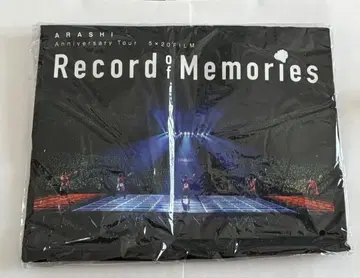 ARASHI
Anniversary Tour 5×20 FILM
Record of Memories